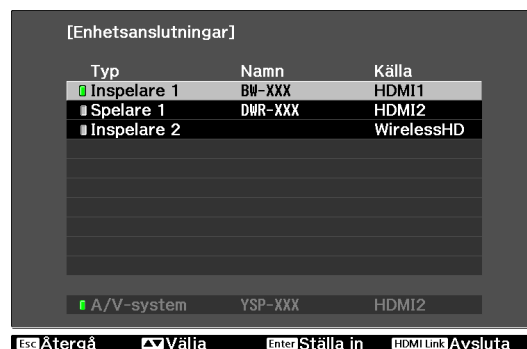 [Enhetsanslutningar]
Typ Namn Källa
Inspelare 1 BW-XXX HDMI1
Spelare 1 DWR-XXX HDMI2
Inspelare 2 WirelessHD
A/V-system YSP-XXX HDMI2
Esc Återgå Välja Enter Ställa in HDMI Link Avsluta